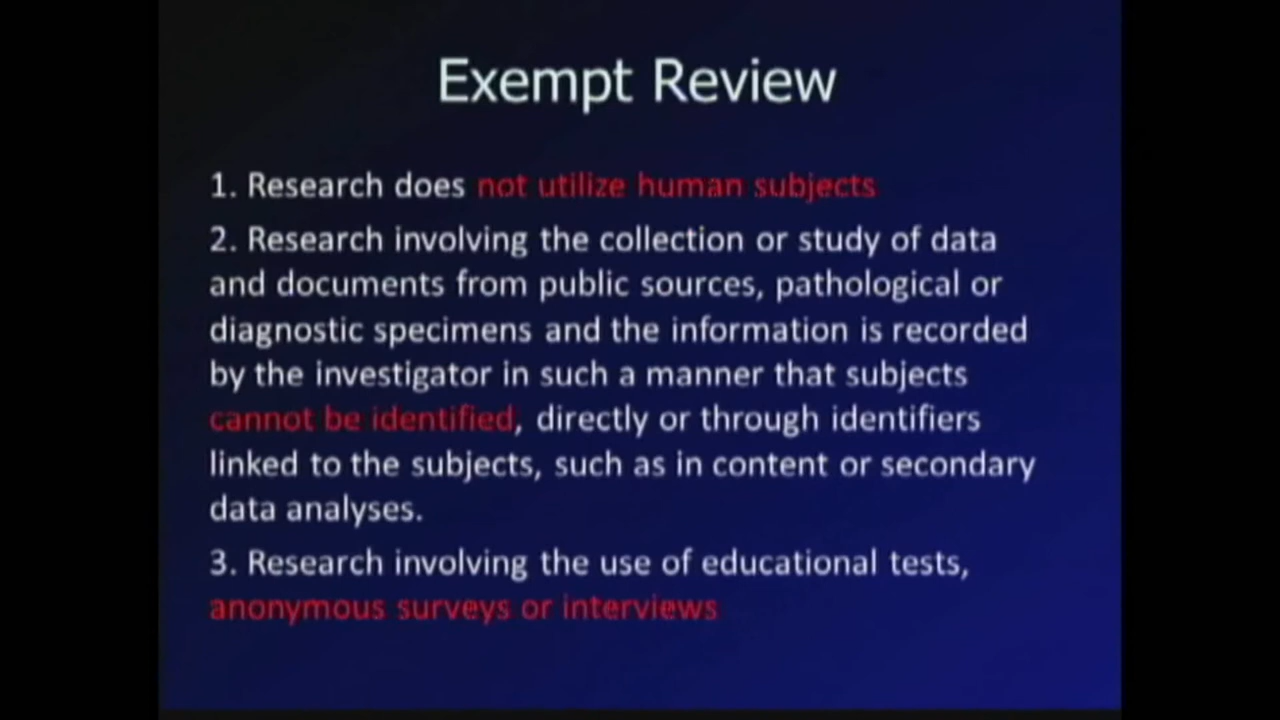 Exempt Review
1. Research does not utilize human subjects
2. Research involving the collection or study of data
and documents from public sources, pathological or
diagnostic specimens and the information is recorded
by the investigator in such a manner that subjects
cannot be identified, directly or through identifiers
linked to the subjects, such as in content or secondary
data analyses.
3. Research involving the use of educational tests,
anonymous surveys or interviews